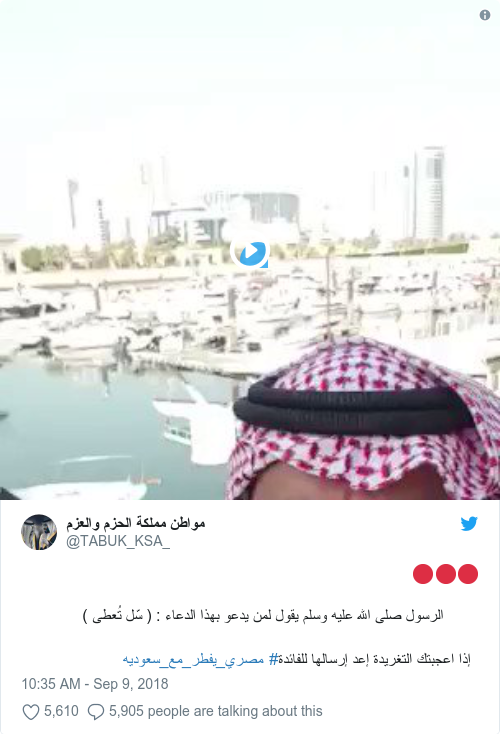 مواطن مملكة الحزم والعزم
@TABUK_KSA_
الرسول صلى الله عليه وسلم يقول لمن يدعو بهذا الدعاء : ( سَل تُعطى )
إذا اعجبتك التغريدة إعد إرسالها للفائدة# مصري_يفطر_مع_سعوديه
10:35 AM - Sep 9, 2018
5,610 5,905 people are talking about this